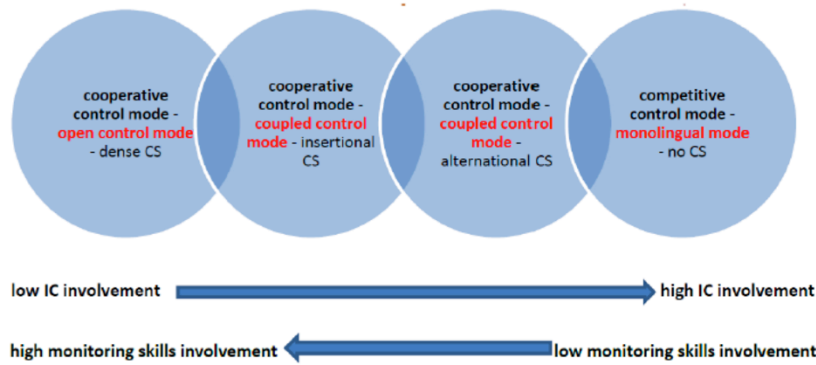 cooperative
control mode -
open control mode
- dense CS
cooperative
control mode -
coupled control
mode - insertional
CS
cooperative
control mode -
coupled control
mode -
alternational CS
competitive
control mode -
monolingual mode
- no CS
low IC involvement
high IC involvement
high monitoring skills involvement
low monitoring skills involvement